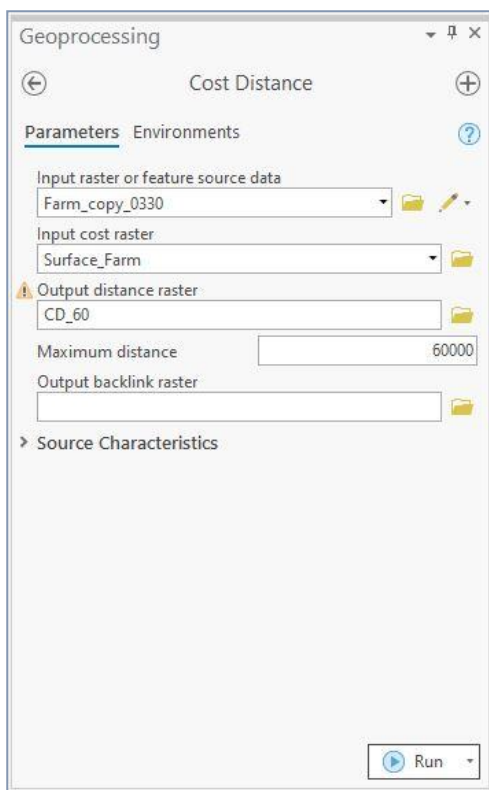 Geoprocessing
Cost Distance
Parameters Environments
Input raster or feature source data
Farm_copy_0330
Input cost raster
Surface_Farm
Output distance raster
CD_60
Maximum distance 60000
Output backlink raster
Source Characteristics
Run